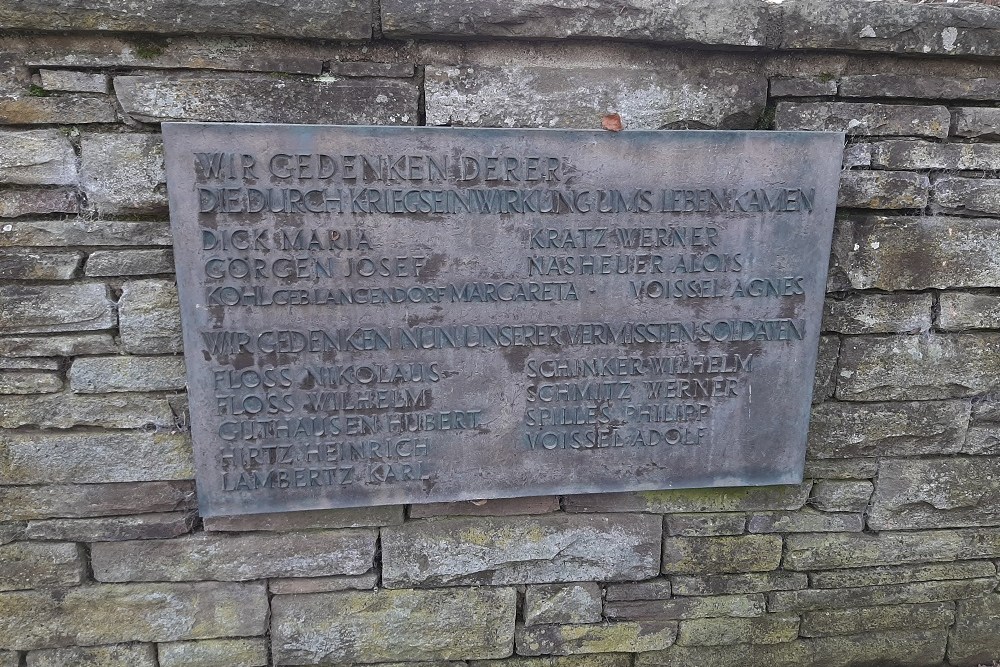 WIR GEDENKEN DERER
DIE DURCH KRIEGSEINWIRKUNG UMS LEBEN KAMEN
DICK MARIA KRATZ WERNER
GÖRGEN JOSEF NASHEUER ALOIS
KOHL GEB LANGENDORF MARGARETA · VOISSEL AGNES
WIR GEDENKEN NUN UNSERER VERMISSTEN SOLDATEN
FLOSS NIKOLAUS SCHINKER WILHELM
FLOSS WILHELM SCHMITZ WERNER
GUTHAUSEN HUBERT SPILLES PHILIPP
HIRTZ HEINRICH VOISSEL ADOLF
LAMBERTZ KARL